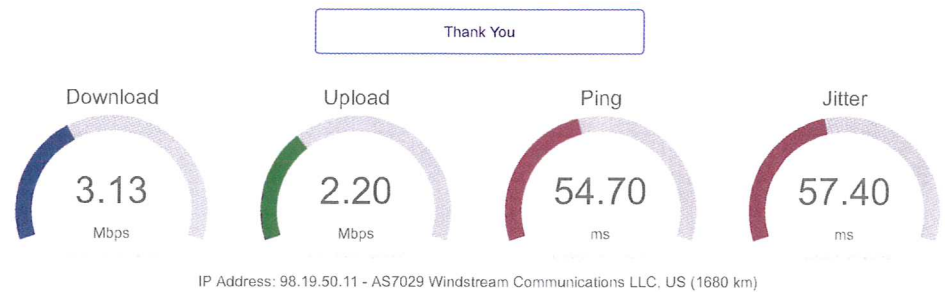 Thank You
Download Upload Ping Jitter
3.13 2.20 54.70 57.40
Mbps Mbps ms ms
IP Address: 98.19.50.11 - AS7029 Windstream Communications LLC, US (1680 km)